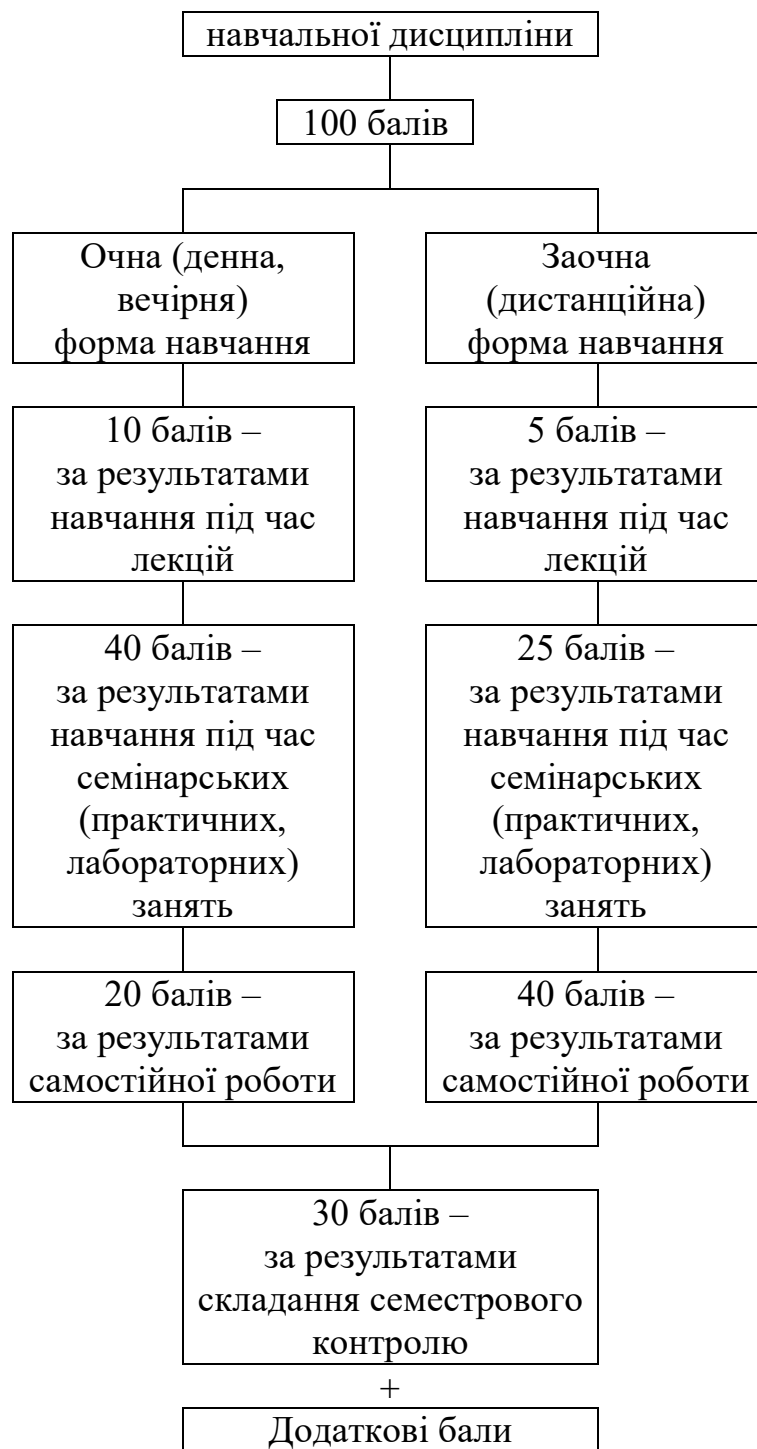 навчальної дисципліни
100 балів
Очна (денна,
вечірня)
форма навчання
Заочна
(дистанційна)
форма навчання
10 балів –
за результатами
навчання під час
лекцій
5 балів –
за результатами
навчання під час
лекцій
40 балів –
за результатами
навчання під час
семінарських
(практичних,
лабораторних)
занять
25 балів –
за результатами
навчання під час
семінарських
(практичних,
лабораторних)
занять
20 балів –
за результатами
самостійної роботи
40 балів –
за результатами
самостійної роботи
30 балів –
за результатами
складання семестрового
контролю
+
Додаткові бали